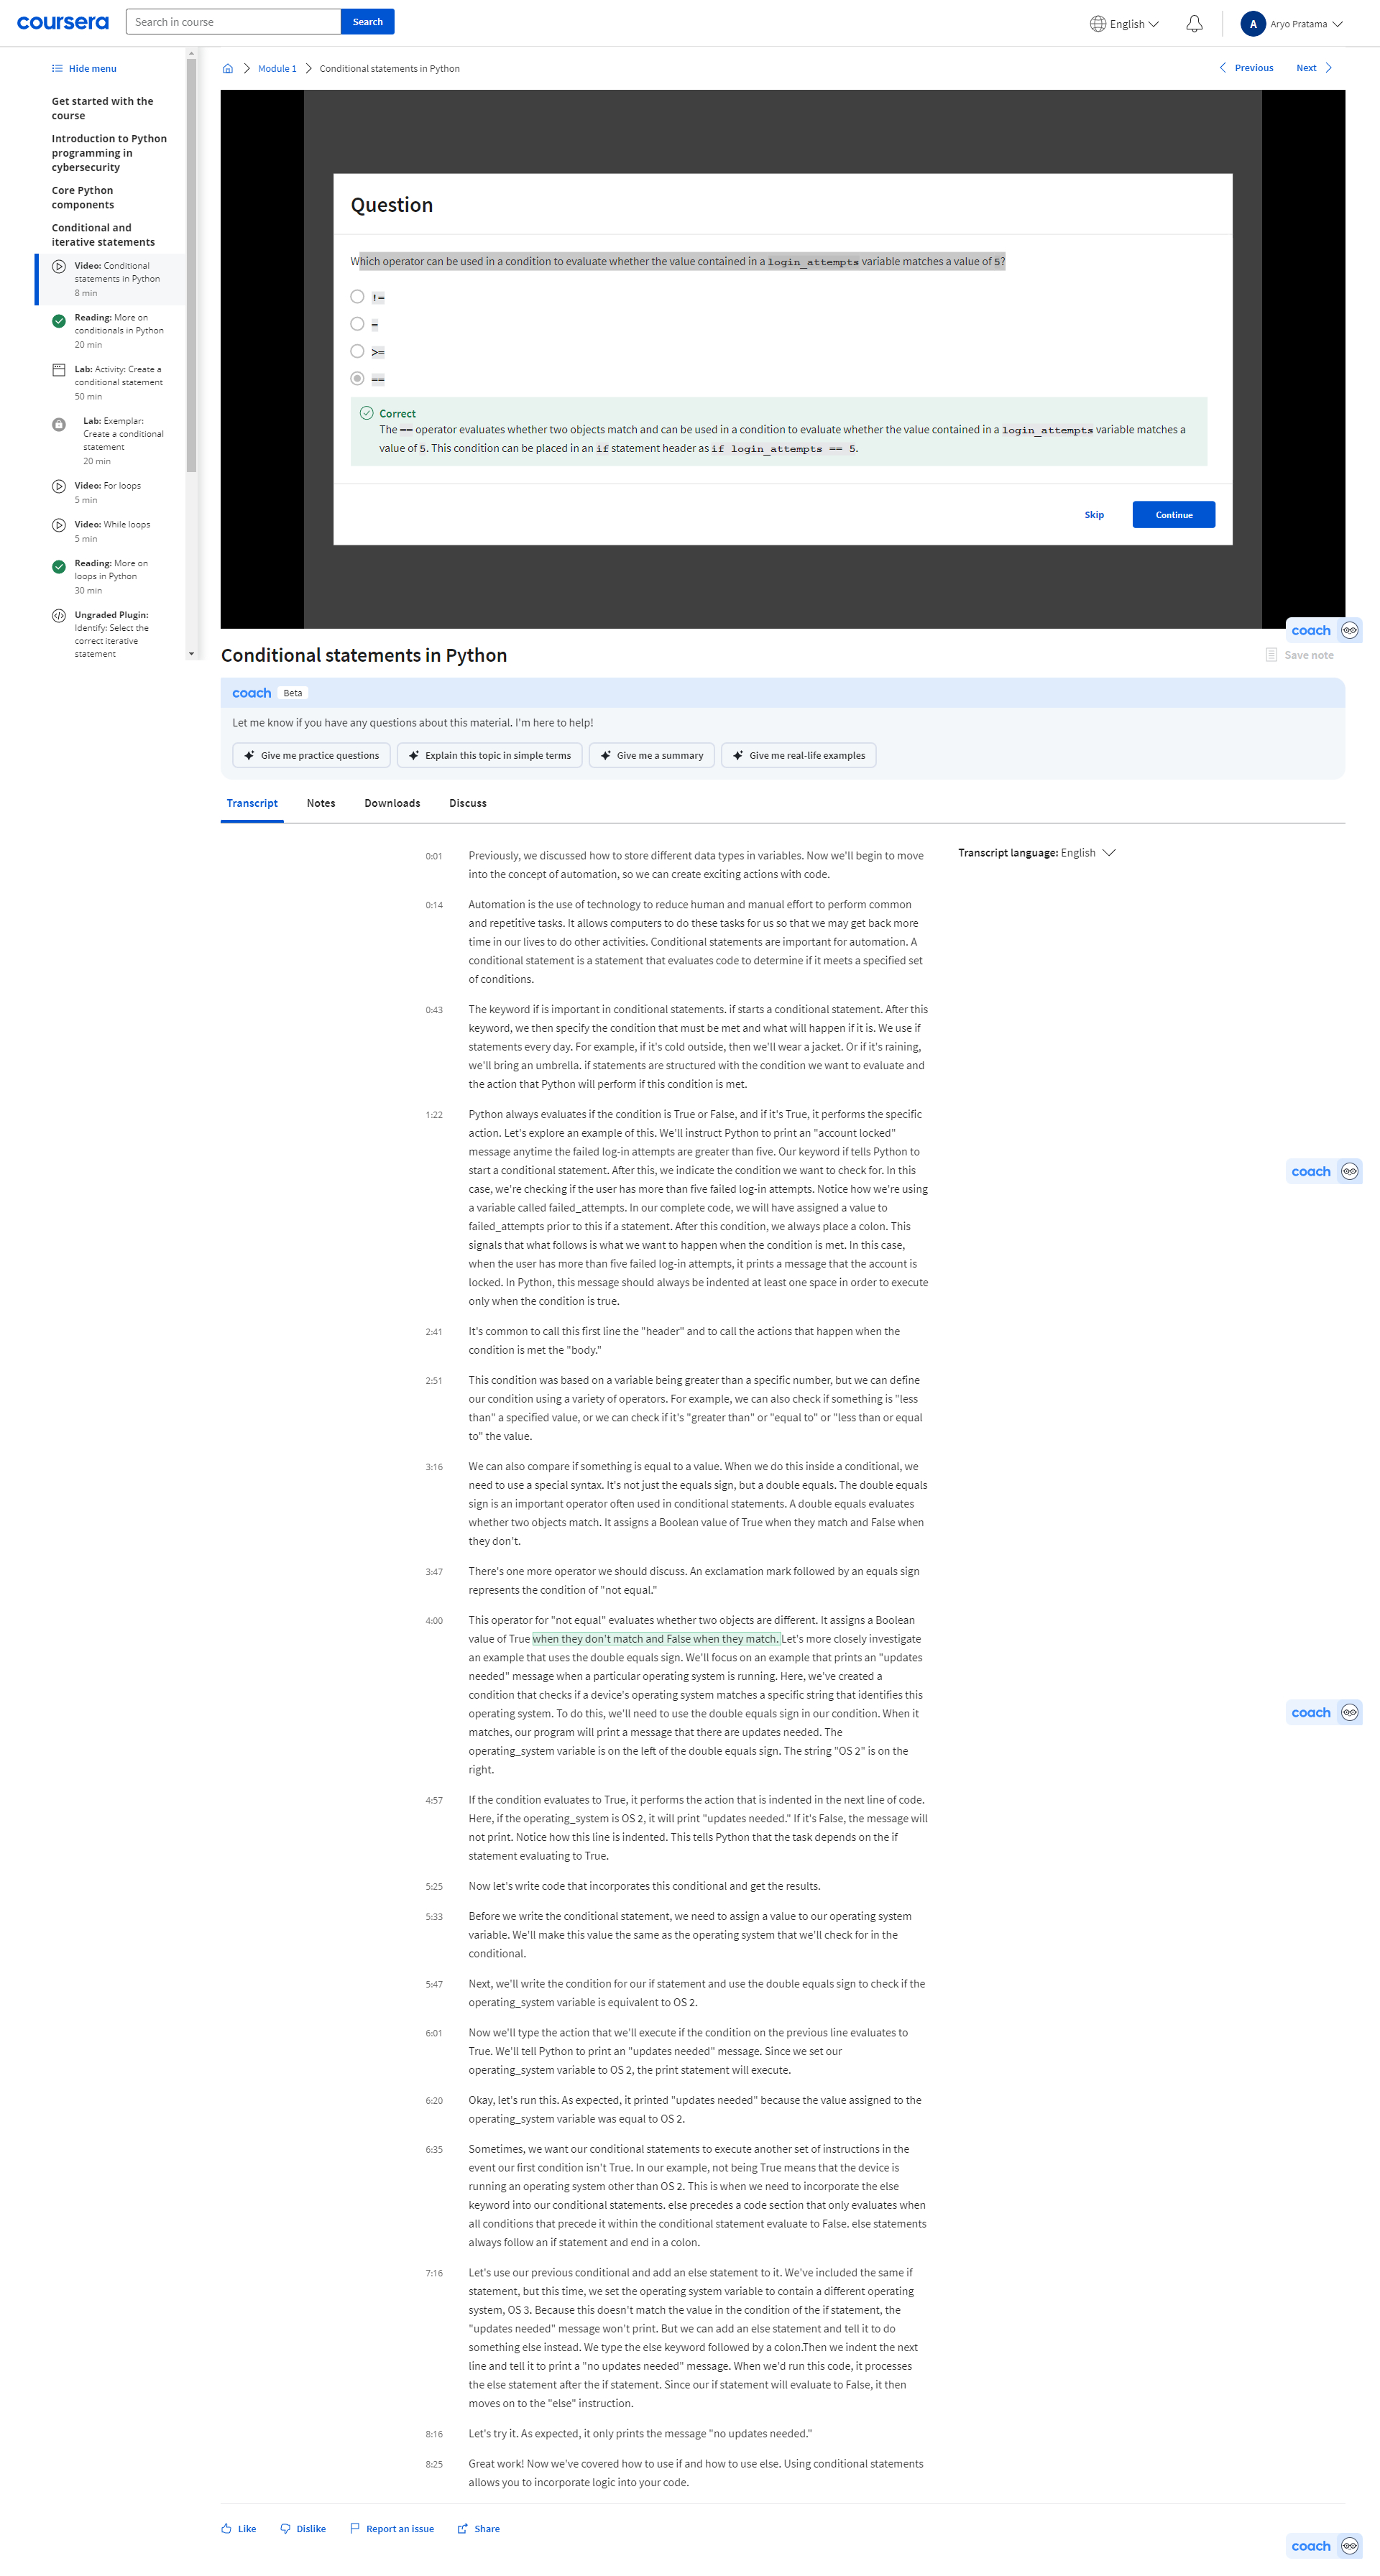 coursera
Search in course
Search
English
A
Aryo Pratama
Hide menu
Get started with the
course
Introduction to Python
programming in
cybersecurity
Core Python
components
Conditional and
iterative statements
Video: Conditional
statements in Python
8 min
Reading: More on
conditionals in Python
20 min
Lab: Activity: Create a
conditional statement
50 min
Lab: Exemplar:
Create a conditional
statement
20 min
Video: For loops
5 min
Video: While loops
5 min
Reading: More on
loops in Python
30 min
Ungraded Plugin:
Identify: Select the
correct iterative
statement
Module 1
Conditional statements in Python
Previous
Next
Question
Which operator can be used in a condition to evaluate whether the value contained in a login_attempts variable matches a value of 5?
!=
=
>=
==
Correct
The == operator evaluates whether two objects match and can be used in a condition to evaluate whether the value contained in a login_attempts variable matches a
value of 5. This condition can be placed in an if statement header as if login_attempts == 5.
Skip
Continue
coach
Conditional statements in Python
Save note
coach
Beta
Let me know if you have any questions about this material. I'm here to help!
Give me practice questions
Explain this topic in simple terms
Give me a summary
Give me real-life examples
Transcript
Notes
Downloads
Discuss
Transcript language: English
0:01
Previously, we discussed how to store different data types in variables. Now we'll begin to move
into the concept of automation, so we can create exciting actions with code.
0:14
Automation is the use of technology to reduce human and manual effort to perform common
and repetitive tasks. It allows computers to do these tasks for us so that we may get back more
time in our lives to do other activities. Conditional statements are important for automation. A
conditional statement is a statement that evaluates code to determine if it meets a specified set
of conditions.
0:43
The keyword if is important in conditional statements. if starts a conditional statement. After this
keyword, we then specify the condition that must be met and what will happen if it is. We use if
statements every day. For example, if it's cold outside, then we'll wear a jacket. Or if it's raining,
we'll bring an umbrella. if statements are structured with the condition we want to evaluate and
the action that Python will perform if this condition is met.
1:22
Python always evaluates if the condition is True or False, and if it's True, it performs the specific
action. Let's explore an example of this. We'll instruct Python to print an "account locked"
message anytime the failed log-in attempts are greater than five. Our keyword if tells Python to
start a conditional statement. After this, we indicate the condition we want to check for. In this
case, we're checking if the user has more than five failed log-in attempts. Notice how we're using
a variable called failed_attempts. In our complete code, we will have assigned a value to
failed_attempts prior to this if a statement. After this condition, we always place a colon. This
signals that what follows is what we want to happen when the condition is met. In this case,
when the user has more than five failed log-in attempts, it prints a message that the account is
locked. In Python, this message should always be indented at least one space in order to execute
only when the condition is true.
coach
2:41
It's common to call this first line the "header" and to call the actions that happen when the
condition is met the "body."
2:51
This condition was based on a variable being greater than a specific number, but we can define
our condition using a variety of operators. For example, we can also check if something is "less
than" a specified value, or we can check if it's "greater than" or "equal to" or "less than or equal
to" the value.
3:16
We can also compare if something is equal to a value. When we do this inside a conditional, we
need to use a special syntax. It's not just the equals sign, but a double equals. The double equals
sign is an important operator often used in conditional statements. A double equals evaluates
whether two objects match. It assigns a Boolean value of True when they match and False when
they don't.
3:47
There's one more operator we should discuss. An exclamation mark followed by an equals sign
represents the condition of "not equal."
4:00
This operator for "not equal" evaluates whether two objects are different. It assigns a Boolean
value of True when they don't match and False when they match. Let's more closely investigate
an example that uses the double equals sign. We'll focus on an example that prints an "updates
needed" message when a particular operating system is running. Here, we've created a
condition that checks if a device's operating system matches a specific string that identifies this
operating system. To do this, we'll need to use the double equals sign in our condition. When it
matches, our program will print a message that there are updates needed. The
operating_system variable is on the left of the double equals sign. The string "OS 2" is on the
right.
coach
4:57
If the condition evaluates to True, it performs the action that is indented in the next line of code.
Here, if the operating_system is OS 2, it will print "updates needed." If it's False, the message will
not print. Notice how this line is indented. This tells Python that the task depends on the if
statement evaluating to True.
5:25
Now let's write code that incorporates this conditional and get the results.
5:33
Before we write the conditional statement, we need to assign a value to our operating system
variable. We'll make this value the same as the operating system that we'll check for in the
conditional.
5:47
Next, we'll write the condition for our if statement and use the double equals sign to check if the
operating_system variable is equivalent to OS 2.
6:01
Now we'll type the action that we'll execute if the condition on the previous line evaluates to
True. We'll tell Python to print an "updates needed" message. Since we set our
operating_system variable to OS 2, the print statement will execute.
6:20
Okay, let's run this. As expected, it printed "updates needed" because the value assigned to the
operating_system variable was equal to OS 2.
6:35
Sometimes, we want our conditional statements to execute another set of instructions in the
event our first condition isn't True. In our example, not being True means that the device is
running an operating system other than OS 2. This is when we need to incorporate the else
keyword into our conditional statements. else precedes a code section that only evaluates when
all conditions that precede it within the conditional statement evaluate to False. else statements
always follow an if statement and end in a colon.
7:16
Let's use our previous conditional and add an else statement to it. We've included the same if
statement, but this time, we set the operating system variable to contain a different operating
system, OS 3. Because this doesn't match the value in the condition of the if statement, the
"updates needed" message won't print. But we can add an else statement and tell it to do
something else instead. We type the else keyword followed by a colon.Then we indent the next
line and tell it to print a "no updates needed" message. When we'd run this code, it processes
the else statement after the if statement. Since our if statement will evaluate to False, it then
moves on to the "else" instruction.
8:16
Let's try it. As expected, it only prints the message "no updates needed."
8:25
Great work! Now we've covered how to use if and how to use else. Using conditional statements
allows you to incorporate logic into your code.
Like
Dislike
Report an issue
Share
coach